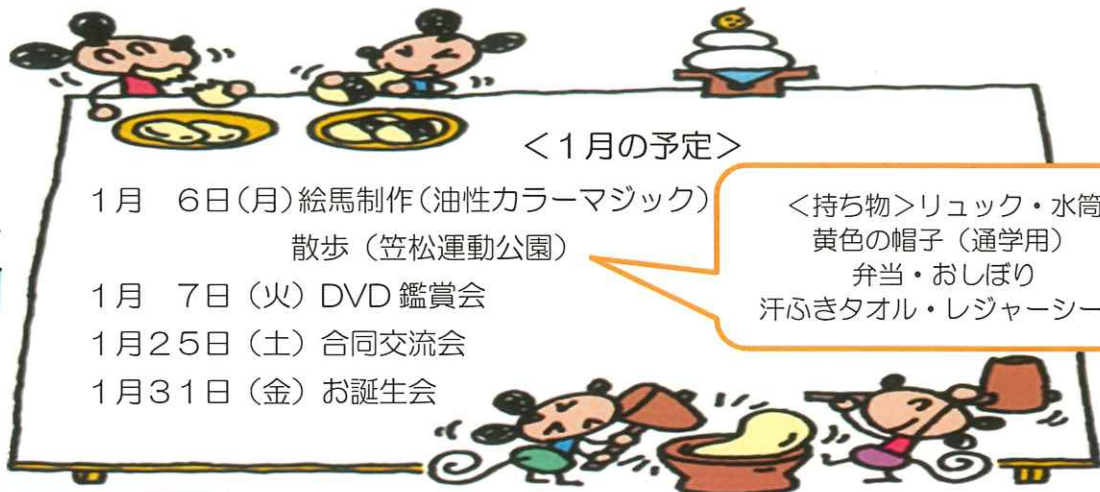 <1月の予定>
1月　6日(月)絵馬制作(油性カラーマジック)
散歩（笠松運動公園）
1月　7日（火）DVD 鑑賞会
1月25日（土）合同交流会
1月31日（金）お誕生会
<持ち物>リュック・水筒
黄色の帽子（通学用）
弁当・おしぼり
汗ふきタオル・レジャーシー